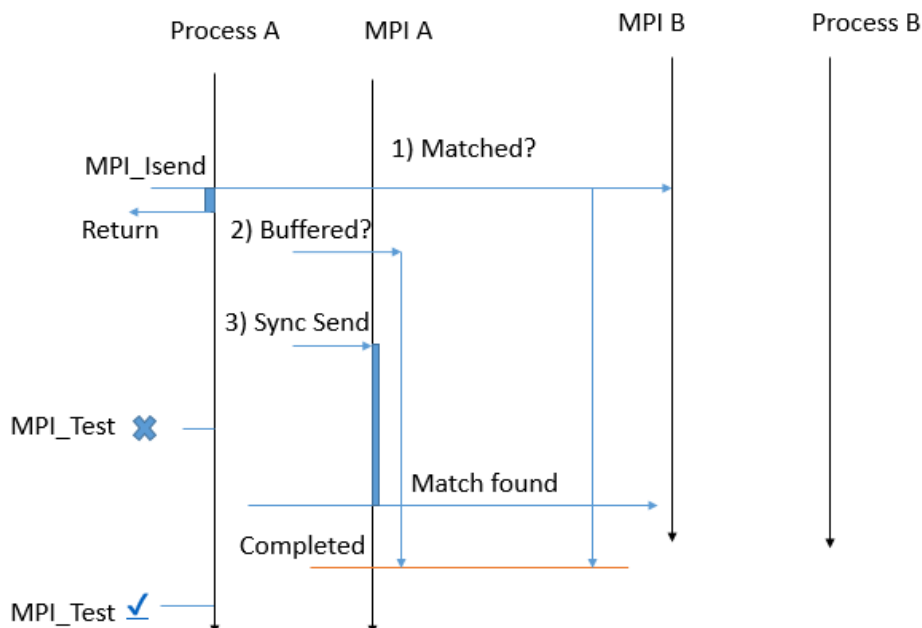 Process A
MPI A
MPI B
Process B
1) Matched?
MPI_Isend
Return
2) Buffered?
3) Sync Send
MPI_Test
Match found
Completed
MPI_Test